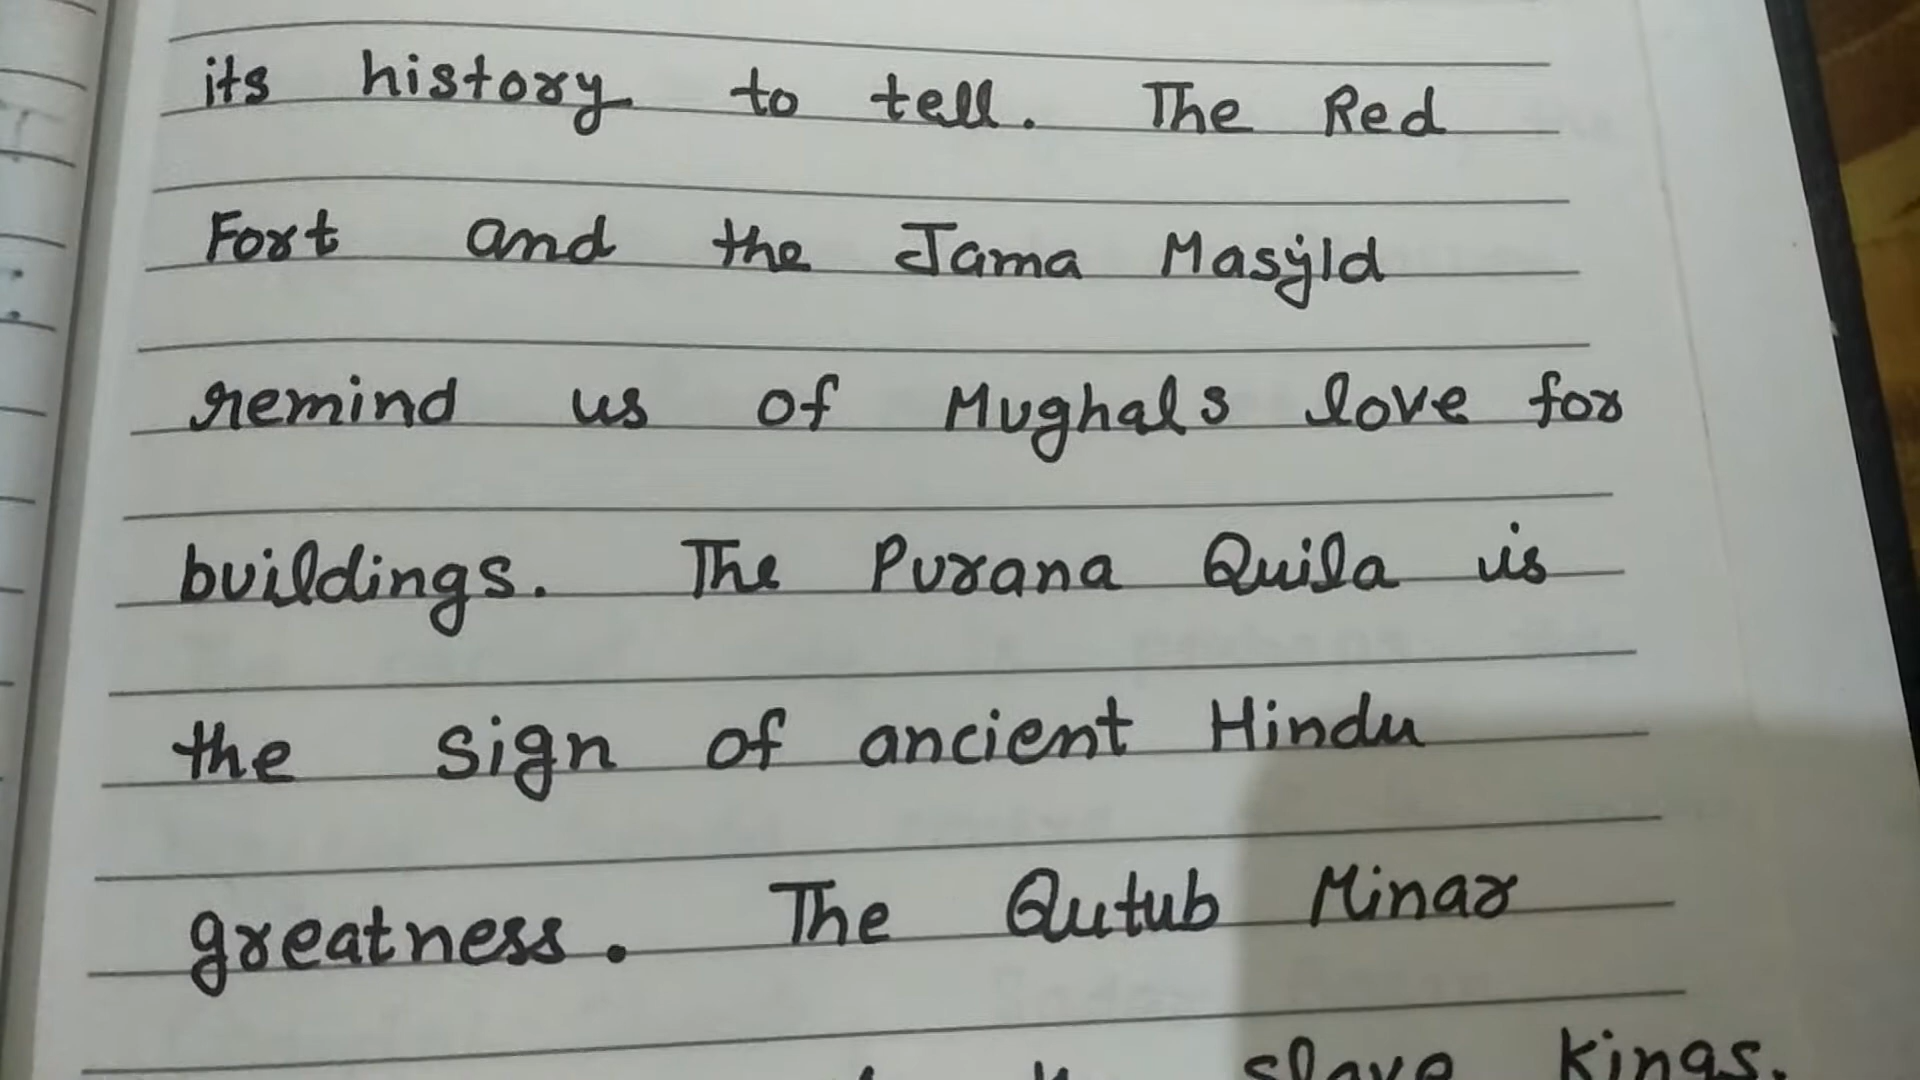 its history to tell. The Red
Fort and the Jama Masjid
remind us of Mughals love for
buildings. The Purana Quila is
the sign of ancient Hindu
greatness. The Qutub Minar
slave kings.